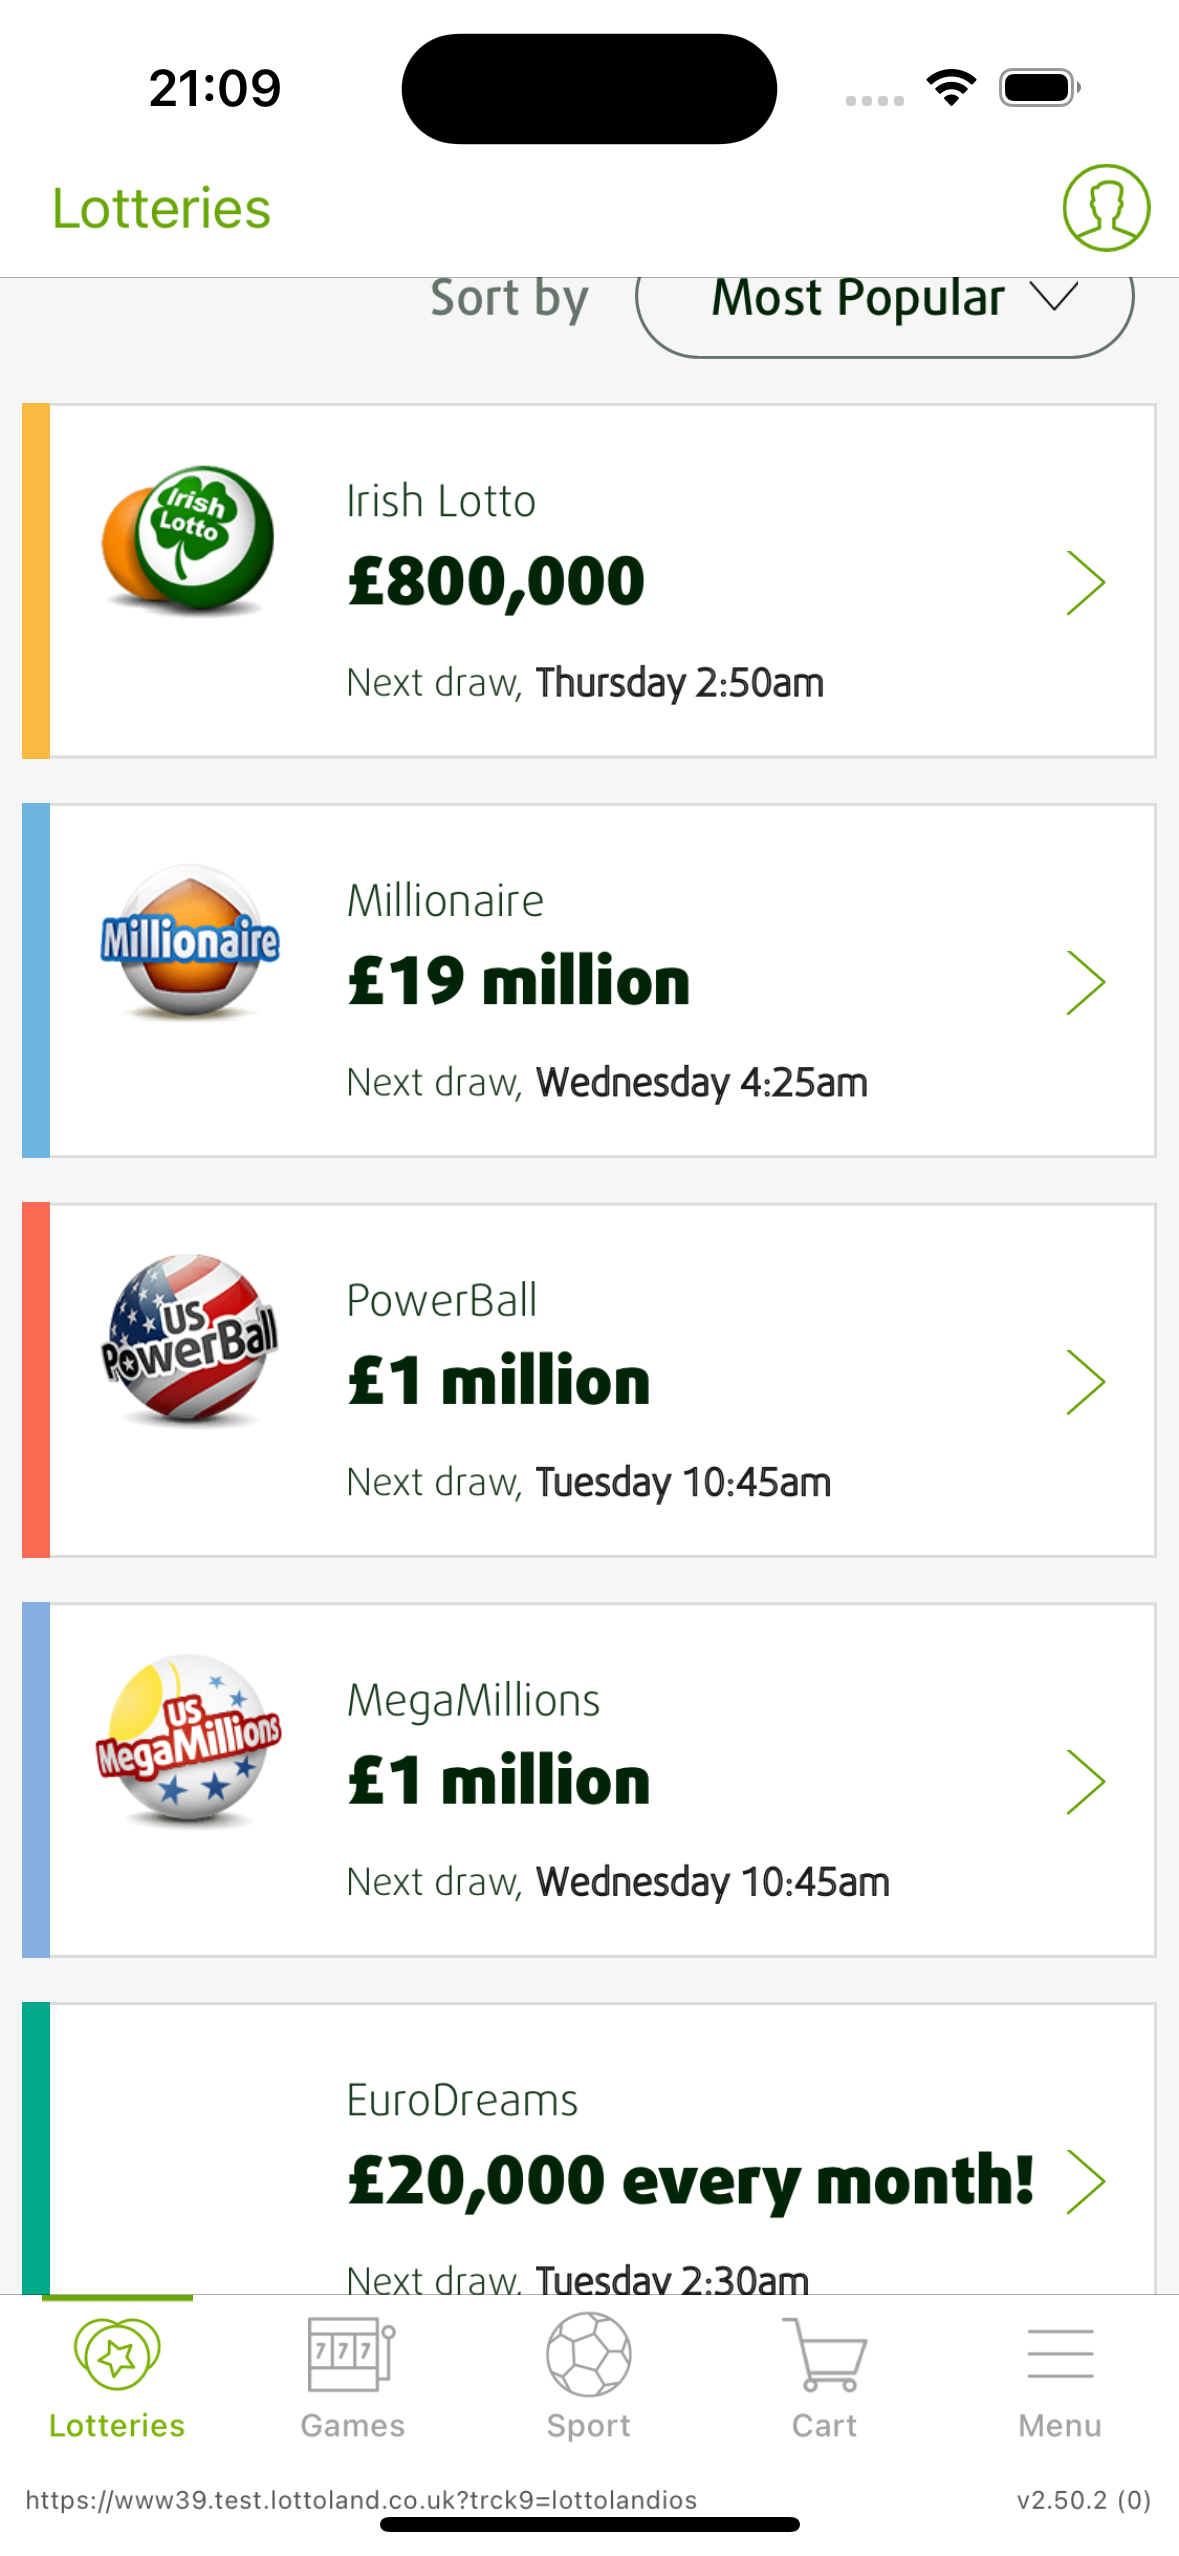 21:09
Lotteries
Sort by Most Popular
Irish Lotto
Irish
Lotto
£800,000
Next draw, Thursday 2:50am
Millionaire
Millionaire
£19 million
Next draw, Wednesday 4:25am
PowerBall
US
PowerBall
£1 million
Next draw, Tuesday 10:45am
MegaMillions
US
MegaMillions
£1 million
Next draw, Wednesday 10:45am
EuroDreams
£20,000 every month!
Next draw, Tuesday 2:30am
777
Lotteries Games Sport Cart Menu
https://www39.test.lottoland.co.uk?trck9=lottolandios v2.50.2 (0)